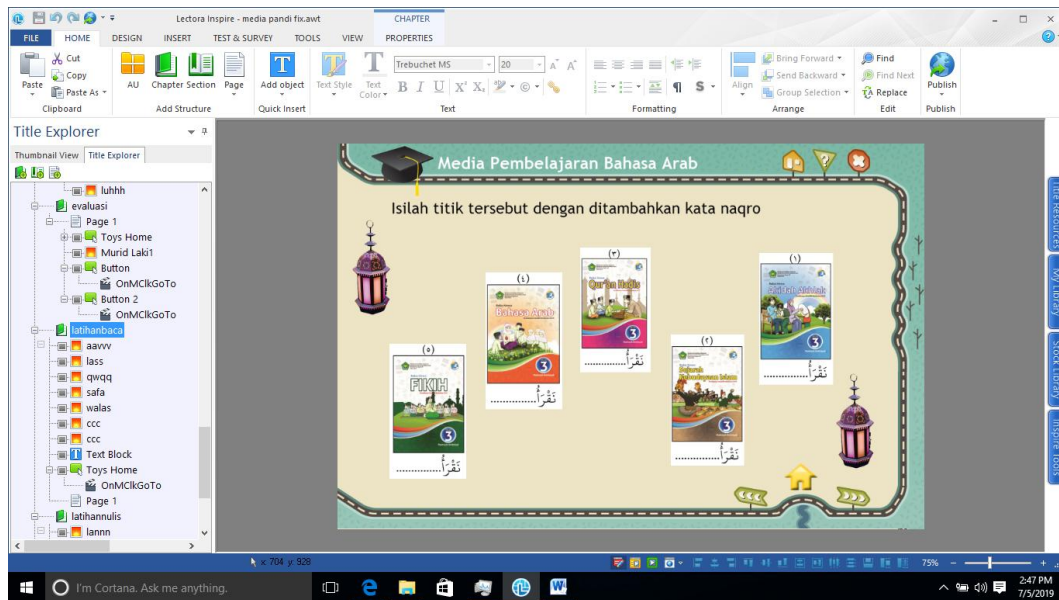 Lectora Inspire - media pandi fix.awt
CHAPTER
FILE HOME DESIGN INSERT TEST & SURVEY TOOLS VIEW PROPERTIES
Cut
Copy
Paste
Paste As
Clipboard
AU
Chapter Section Page
Add Structure
Add object
Quick Insert
Text Style
Text Color
Trebuchet MS 20
B I U X² X₂
Text
Formatting
Align
Bring Forward
Send Backward
Group Selection
Arrange
Find
Find Next
Replace
Edit
Publish
Publish
Title Explorer
Thumbnail View Title Explorer
luhhh
evaluasi
Page 1
Toys Home
Murid Laki1
Button
OnMClkGoTo
Button 2
OnMClkGoTo
latihanbaca
aavvv
lass
qwqq
safa
walas
ccc
ccc
Text Block
Toys Home
OnMClkGoTo
Page 1
latihannulis
lannn
Media Pembelajaran Bahasa Arab
Isilah titik tersebut dengan ditambahkan kata naqro
(١)
Akidah Akhlak
3
نَقْرَأُ...............
(٢)
Sejarah
Kebudayaan Islam
3
نَقْرَأُ...............
(٣)
Qur'an Hadis
3
نَقْرَأُ...............
(٤)
Bahasa Arab
3
نَقْرَأُ...............
(٥)
FIKIH
3
نَقْرَأُ...............
Title Resources
My Library
Stock Library
Inspire Tools
x: 704 y: 928
75%
I'm Cortana. Ask me anything.
2:47 PM
7/5/2019